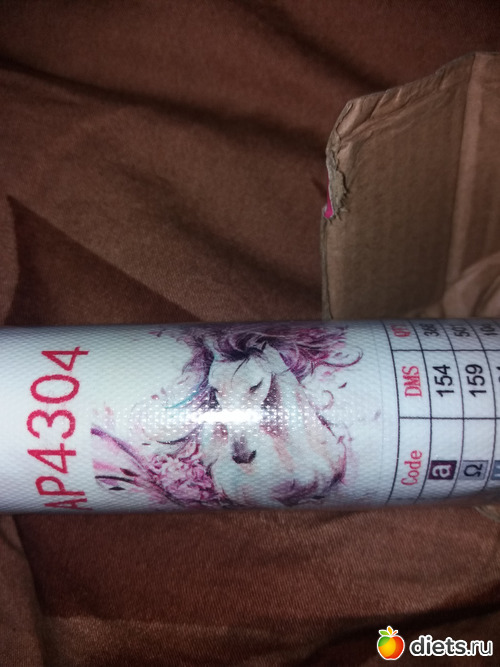 AP4304
Code DMS
a 154
Ω 159
diets.ru